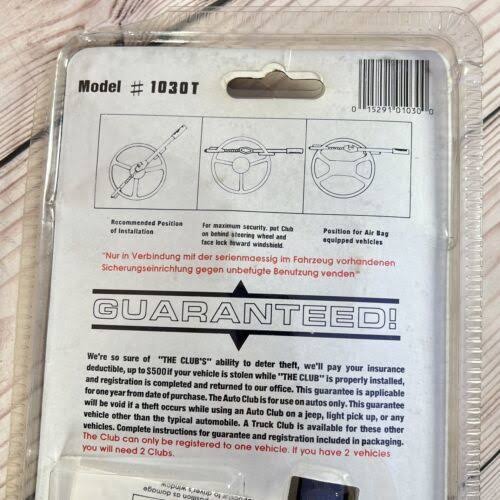 Model # 1030T
0 15291 01030 0
Recommended Position
of Installation
For maximum security, put Club
on behind steering wheel and
face lock toward windshield.
Position for Air Bag
equipped vehicles
"Nur in Verbindung mit der serienmaessig im Fahrzeug vorhandenen
Sicherungseinrichtung gegen unbefugte Benutzung venden"
GUARANTEED!
We're so sure of "THE CLUB'S" ability to deter theft, we'll pay your insurance
deductible, up to $500 if your vehicle is stolen while "THE CLUB" is properly installed,
and registration is completed and returned to our office. This guarantee is applicable
for one year from date of purchase. The Auto Club is for use on autos only. This guarantee
will be void if a theft occurs while using an Auto Club on a jeep, light pick up, or any
vehicle other than the typical automobile. A Truck Club is available for these other
vehicles. Complete instructions for guarantee and registration included in packaging.
The Club can only be registered to one vehicle. If you have 2 vehicles
you will need 2 Clubs.
to driver's window
position as damage